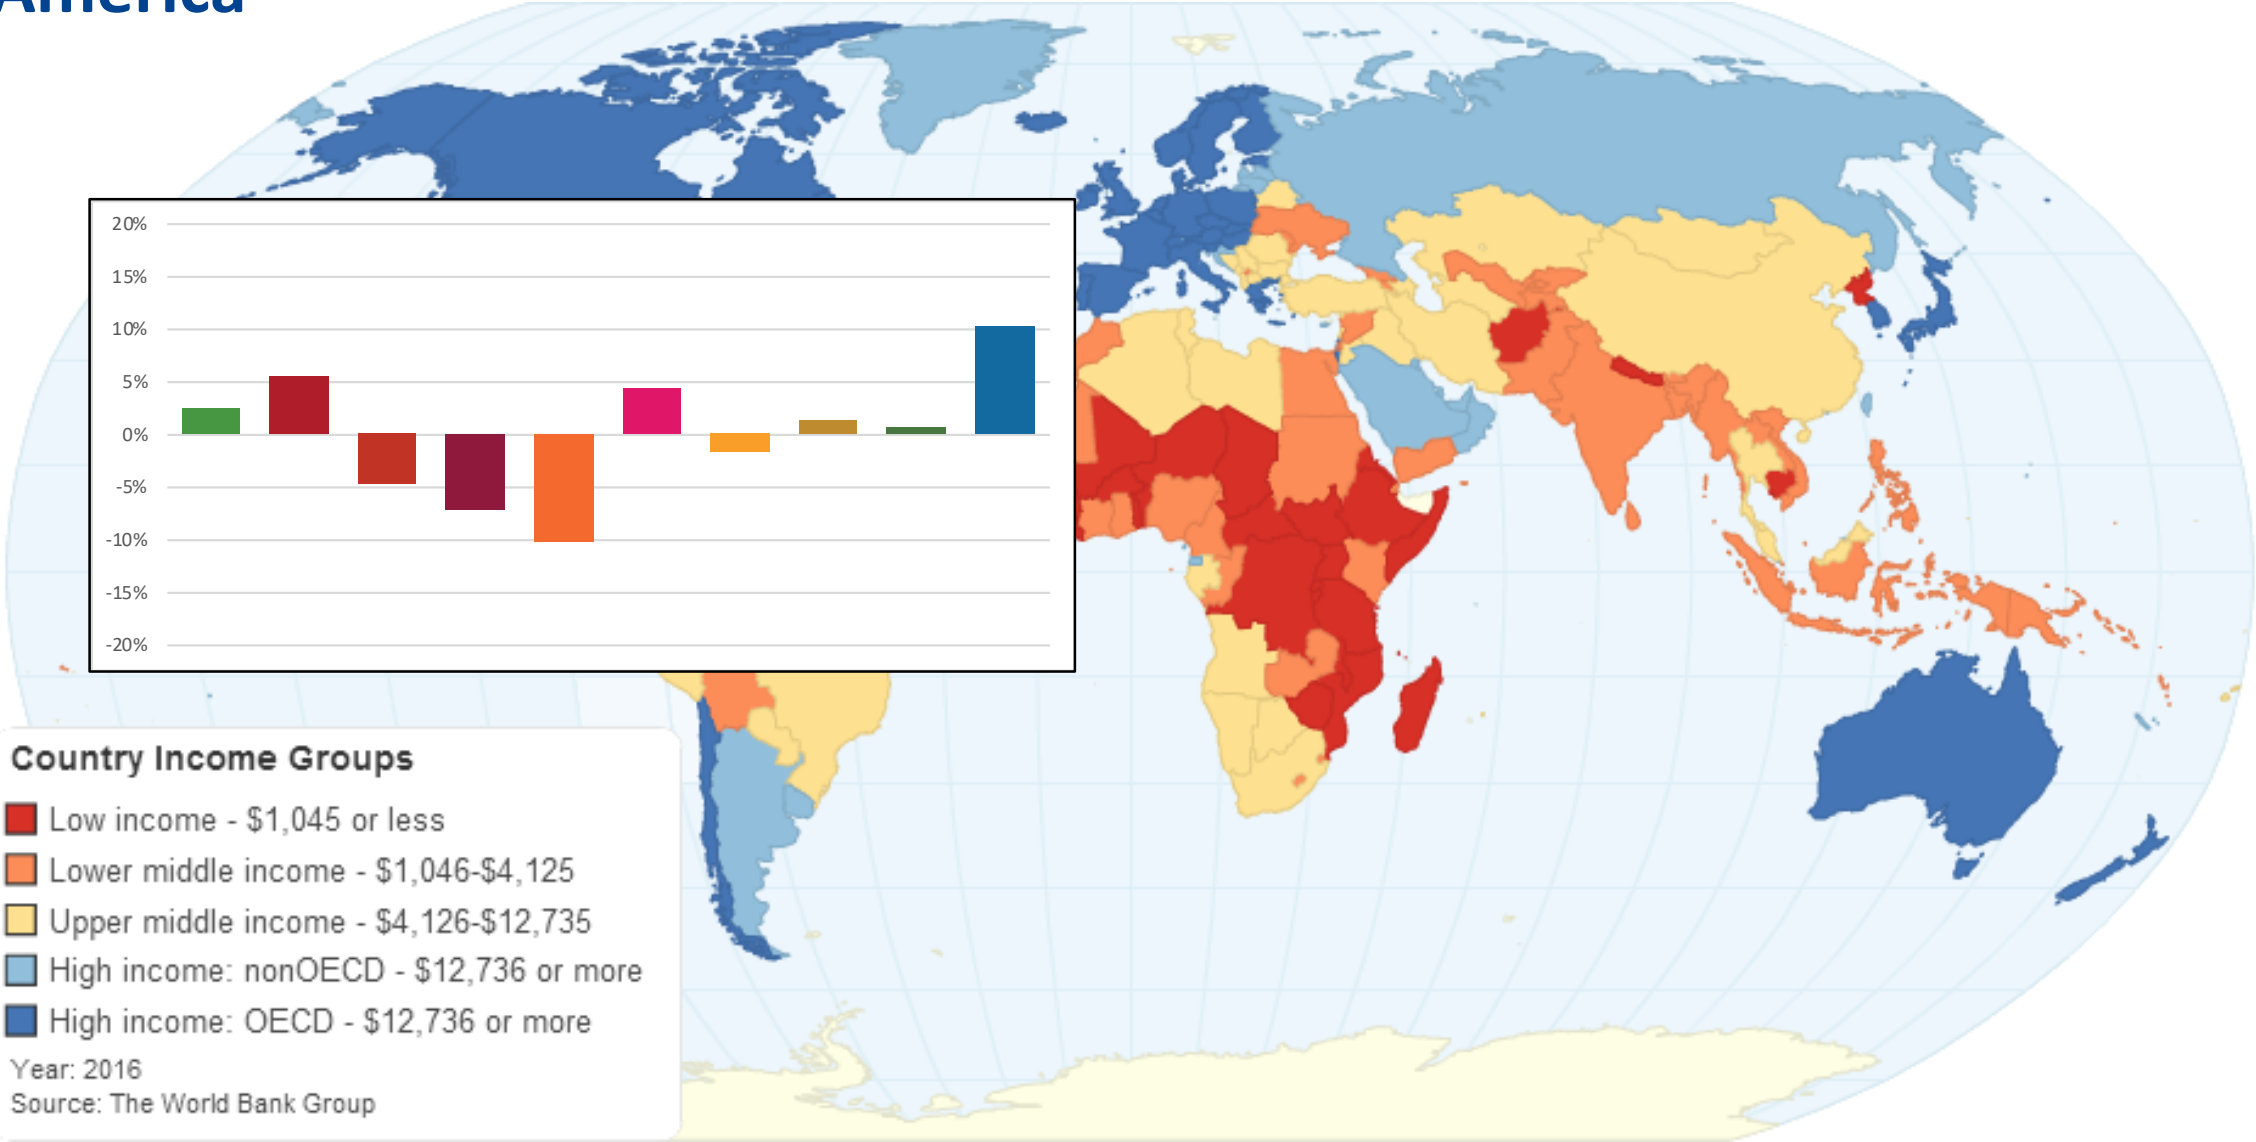 America
20%
15%
10%
5%
0%
-5%
-10%
-15%
-20%
Country Income Groups
Low income - $1,045 or less
Lower middle income - $1,046-$4,125
Upper middle income - $4,126-$12,735
High income: nonOECD - $12,736 or more
High income: OECD - $12,736 or more
Year: 2016
Source: The World Bank Group